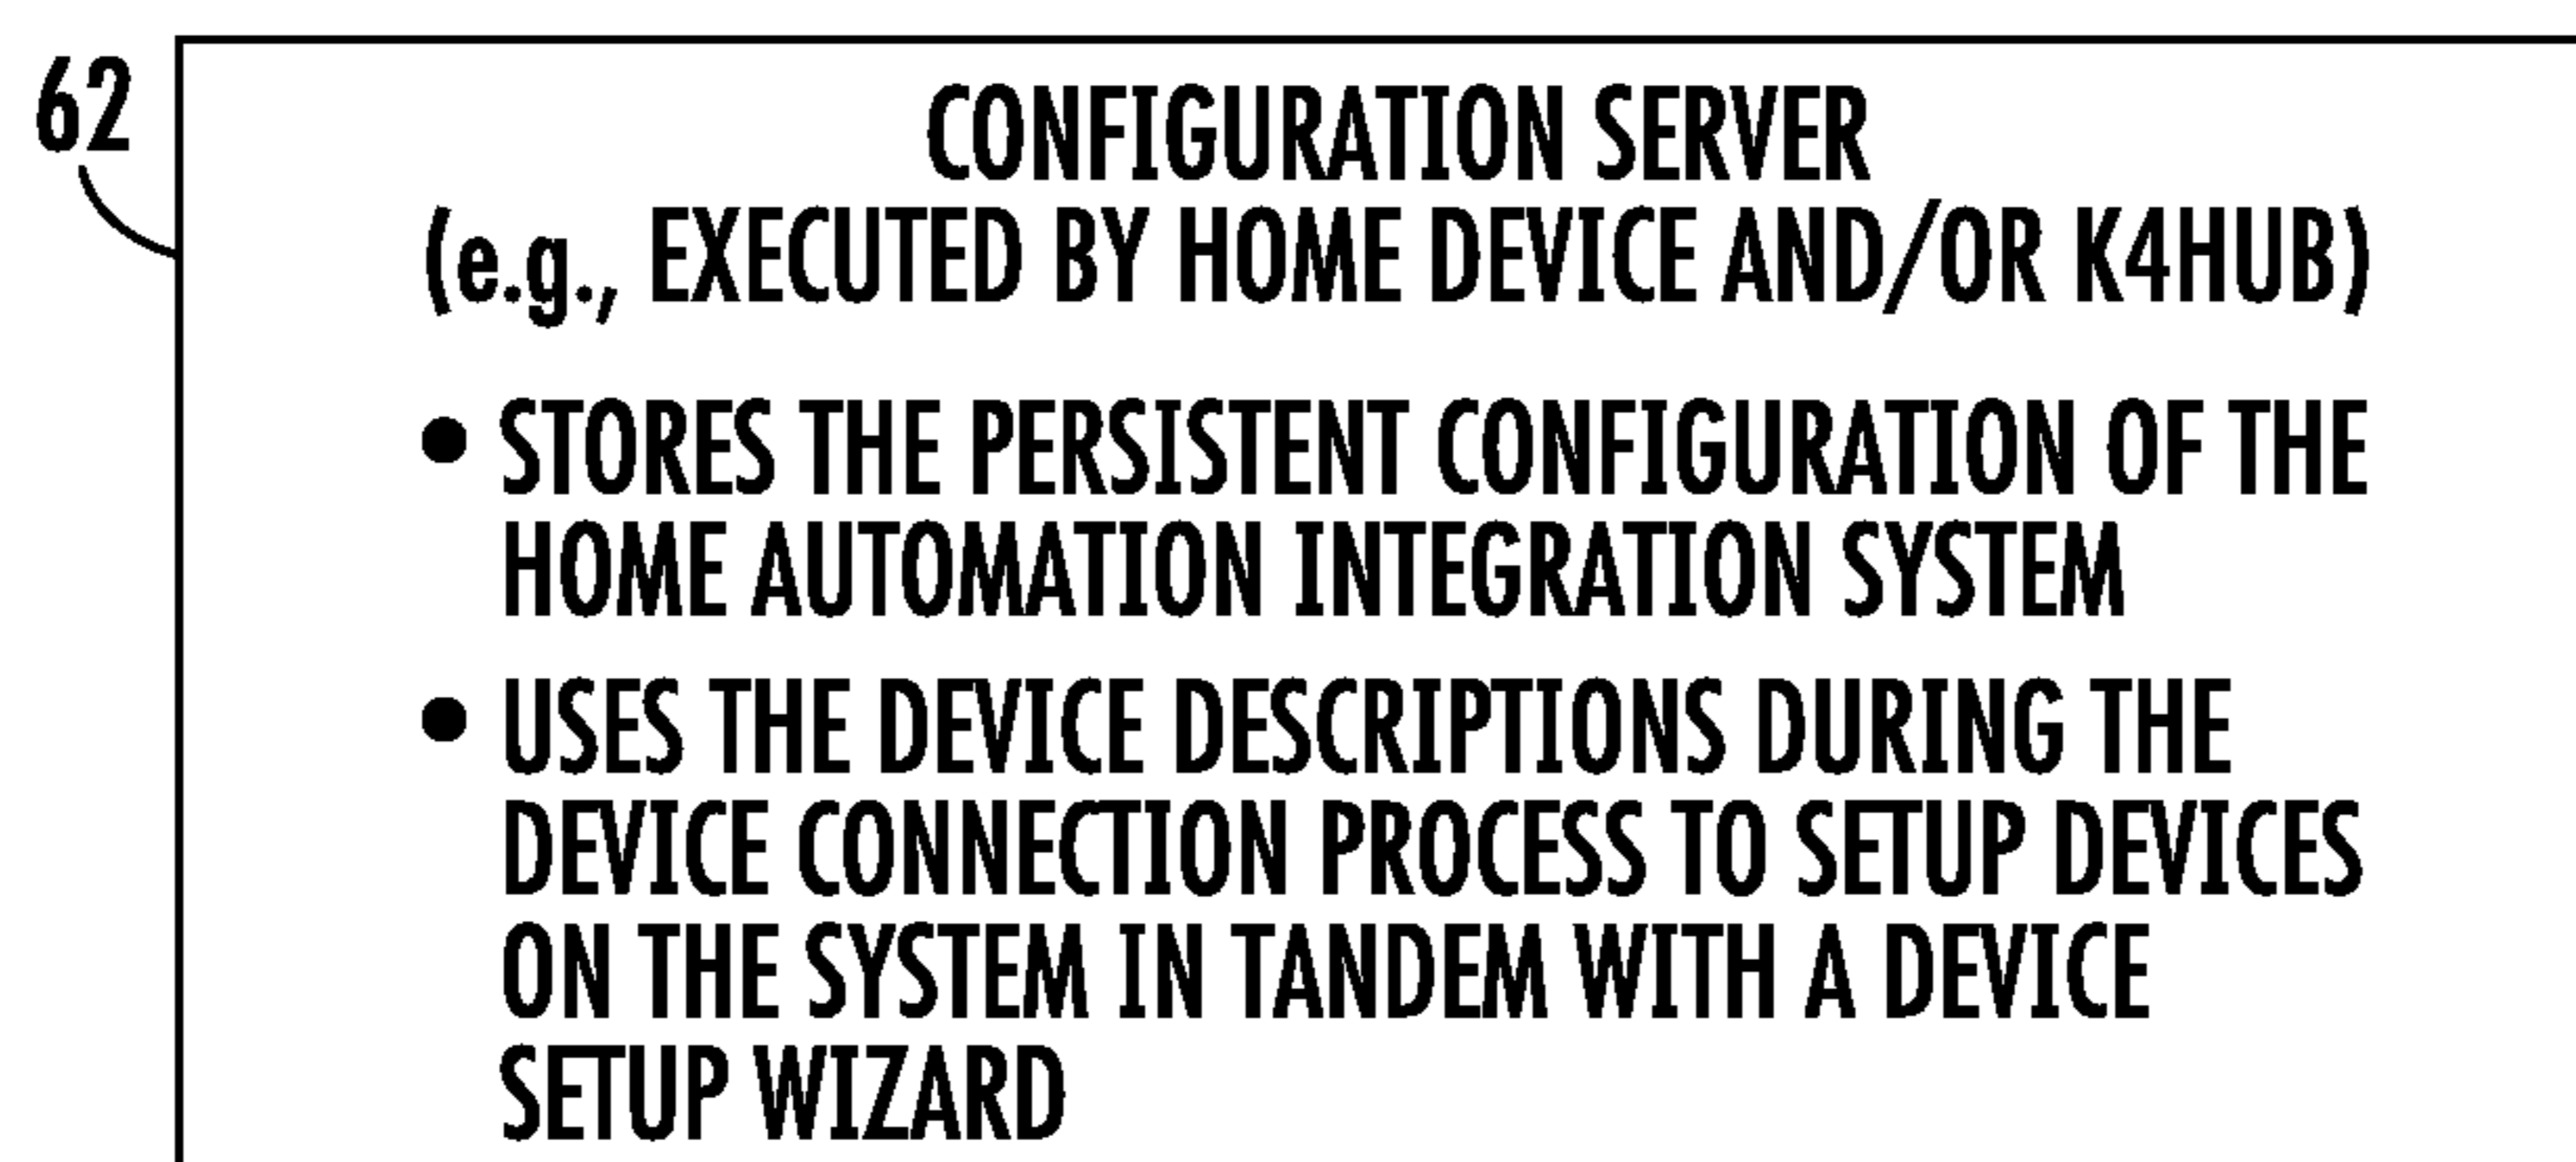 62
CONFIGURATION SERVER
(e.g., EXECUTED BY HOME DEVICE AND/OR K4HUB)
• STORES THE PERSISTENT CONFIGURATION OF THE
HOME AUTOMATION INTEGRATION SYSTEM
• USES THE DEVICE DESCRIPTIONS DURING THE
DEVICE CONNECTION PROCESS TO SETUP DEVICES
ON THE SYSTEM IN TANDEM WITH A DEVICE
SETUP WIZARD